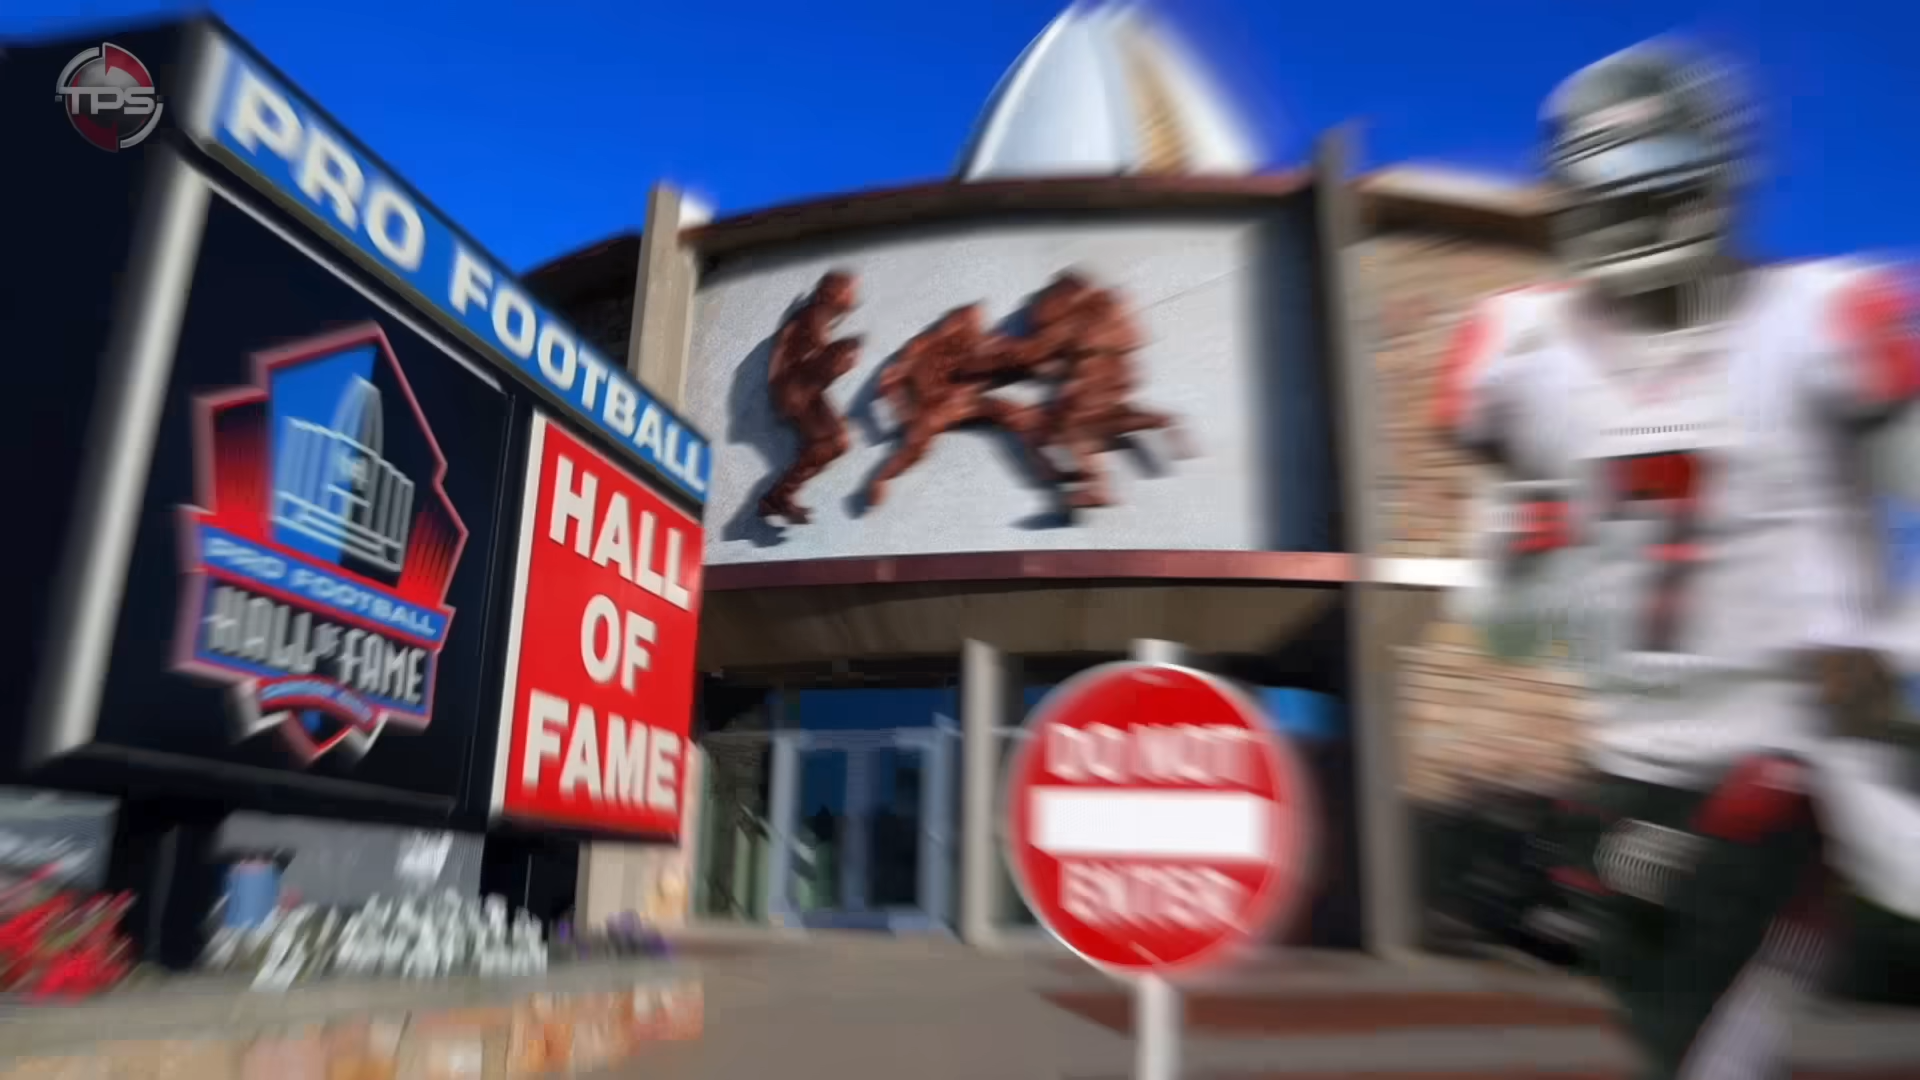 TPS
PRO FOOTBALL
HALL
OF
FAME
PRO FOOTBALL
HALL OF FAME
DO NOT
ENTER